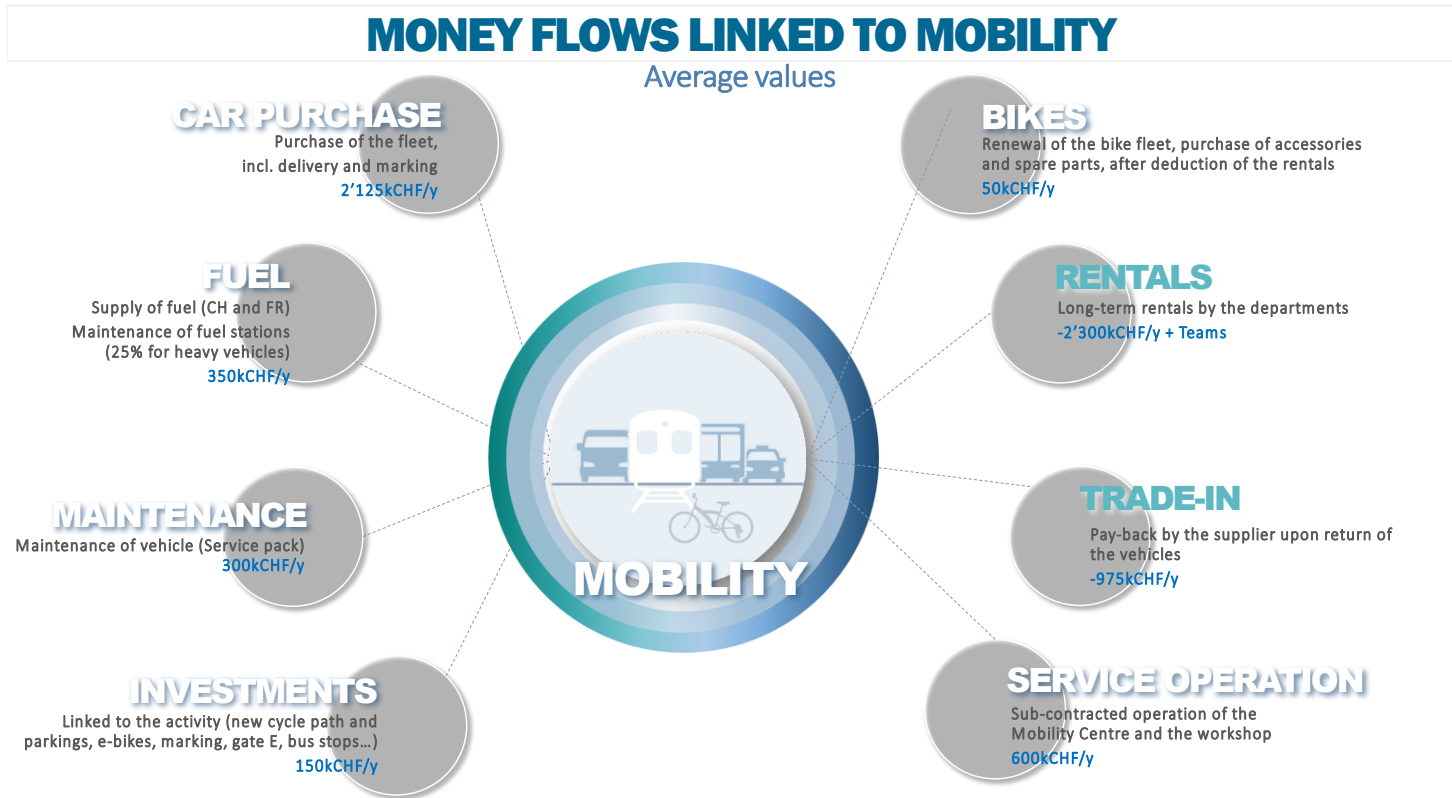 MONEY FLOWS LINKED TO MOBILITY
Average values
CAR PURCHASE
Purchase of the fleet,
incl. delivery and marking
2’125kCHF/y
FUEL
Supply of fuel (CH and FR)
Maintenance of fuel stations
(25% for heavy vehicles)
350kCHF/y
MAINTENANCE
Maintenance of vehicle (Service pack)
300kCHF/y
INVESTMENTS
Linked to the activity (new cycle path and
parkings, e-bikes, marking, gate E, bus stops…)
150kCHF/y
MOBILITY
BIKES
Renewal of the bike fleet, purchase of accessories
and spare parts, after deduction of the rentals
50kCHF/y
RENTALS
Long-term rentals by the departments
-2’300kCHF/y + Teams
TRADE-IN
Pay-back by the supplier upon return of
the vehicles
-975kCHF/y
SERVICE OPERATION
Sub-contracted operation of the
Mobility Centre and the workshop
600kCHF/y